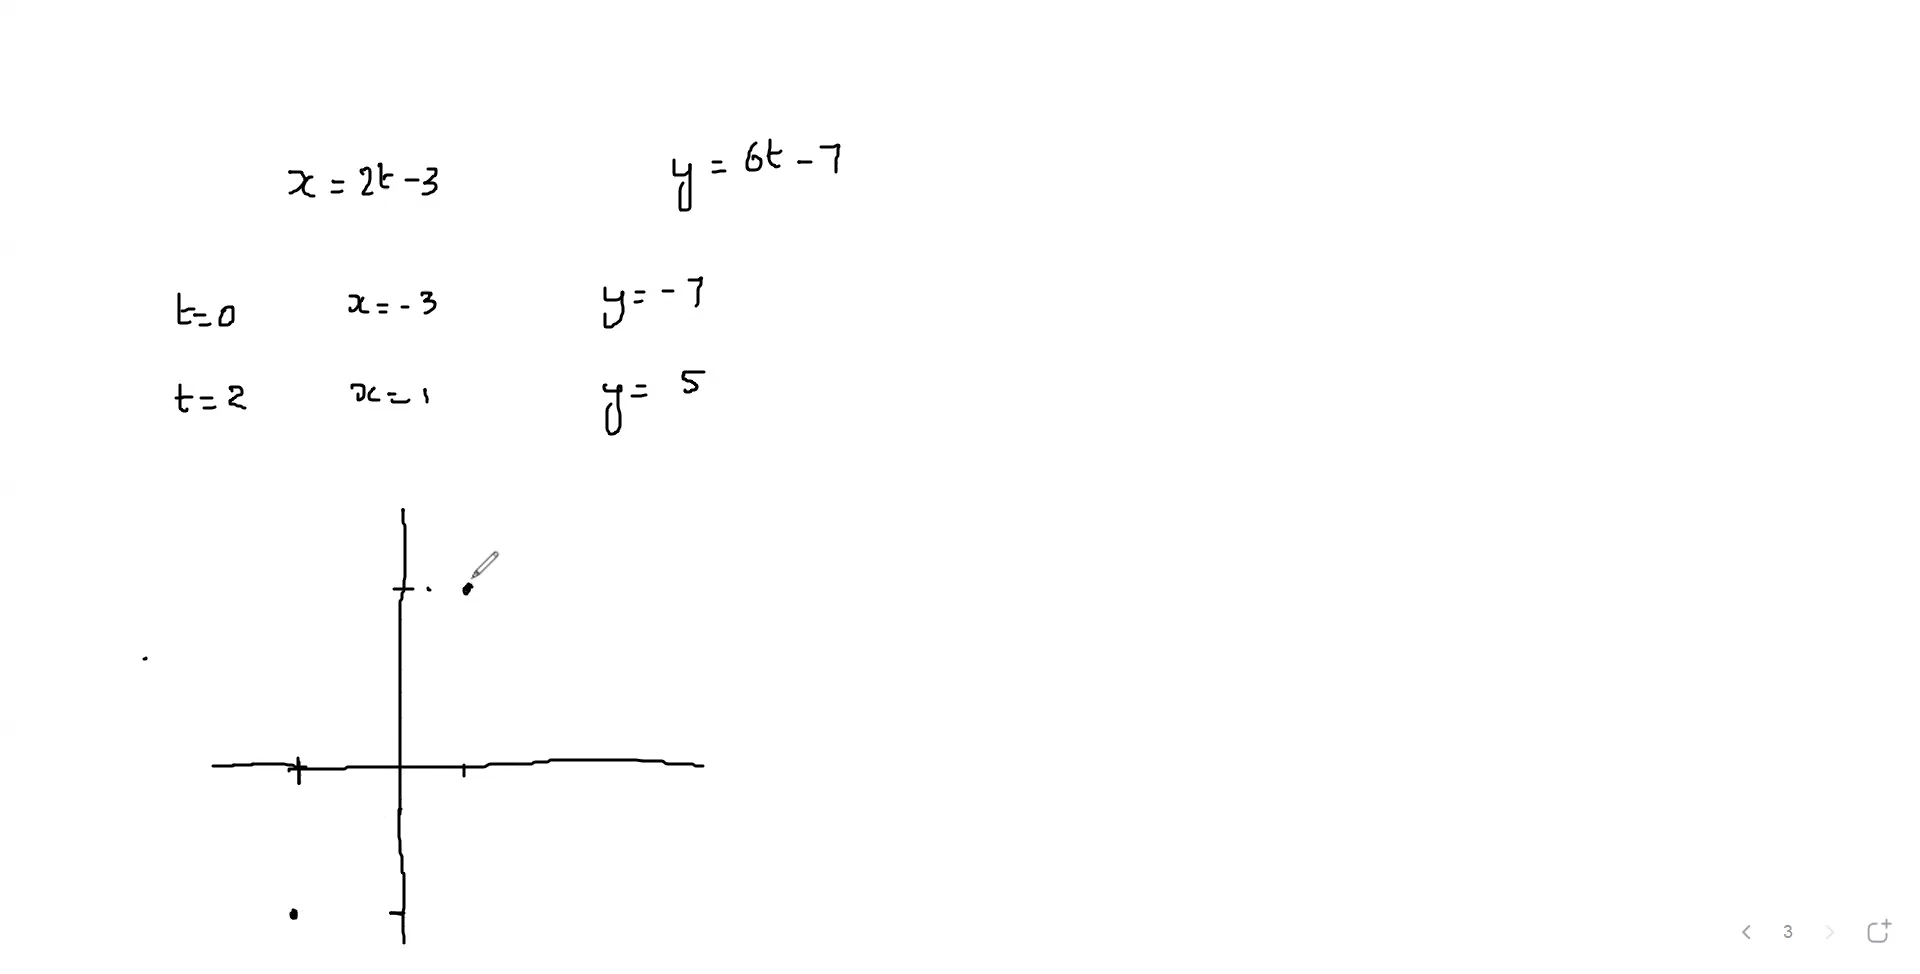 x = 2t - 3 y = 6t - 7
t = 0 x = - 3 y = - 7
t = 2 x = 1 y = 5
3